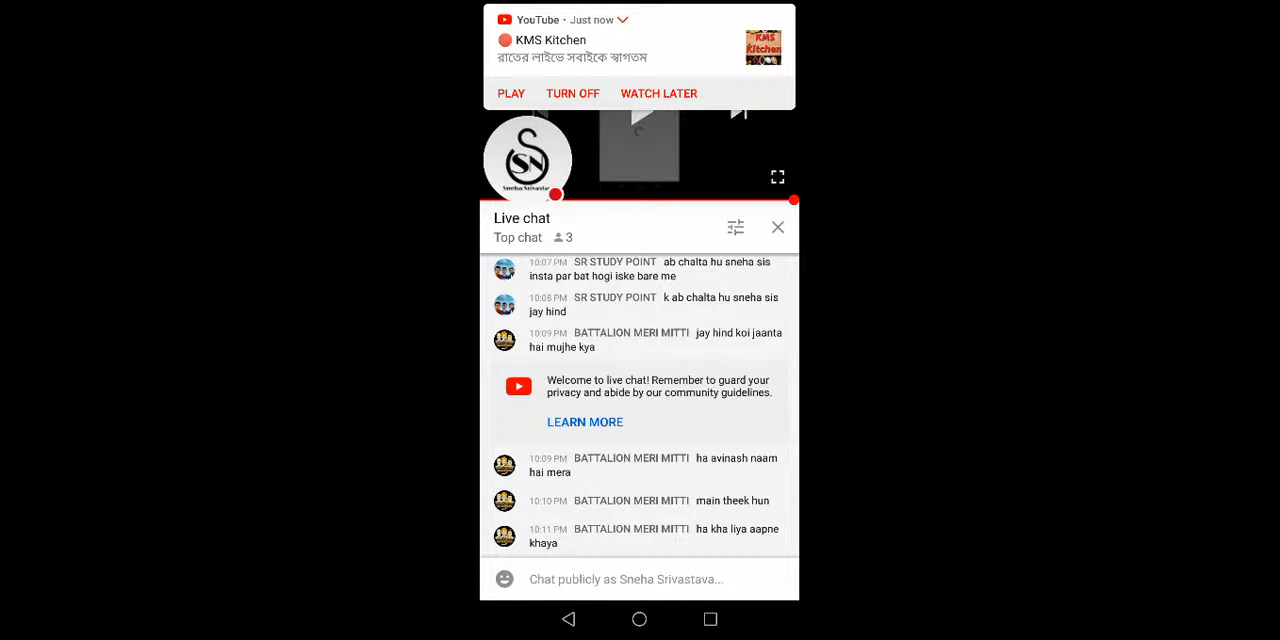 YouTube • Just now
KMS Kitchen
রাতের লাইভে সবাইকে স্বাগতম
KMS
Kitchen
PLAY TURN OFF WATCH LATER
SN
Sneha Srivastava
Live chat
Top chat 3
10:07 PM SR STUDY POINT ab chalta hu sneha sis
insta par bat hogi iske bare me
10:08 PM SR STUDY POINT k ab chalta hu sneha sis
jay hind
10:09 PM BATTALION MERI MITTI jay hind koi jaanta
hai mujhe kya
Welcome to live chat! Remember to guard your
privacy and abide by our community guidelines.
LEARN MORE
10:09 PM BATTALION MERI MITTI ha avinash naam
hai mera
10:10 PM BATTALION MERI MITTI main theek hun
10:11 PM BATTALION MERI MITTI ha kha liya aapne
khaya
Chat publicly as Sneha Srivastava...